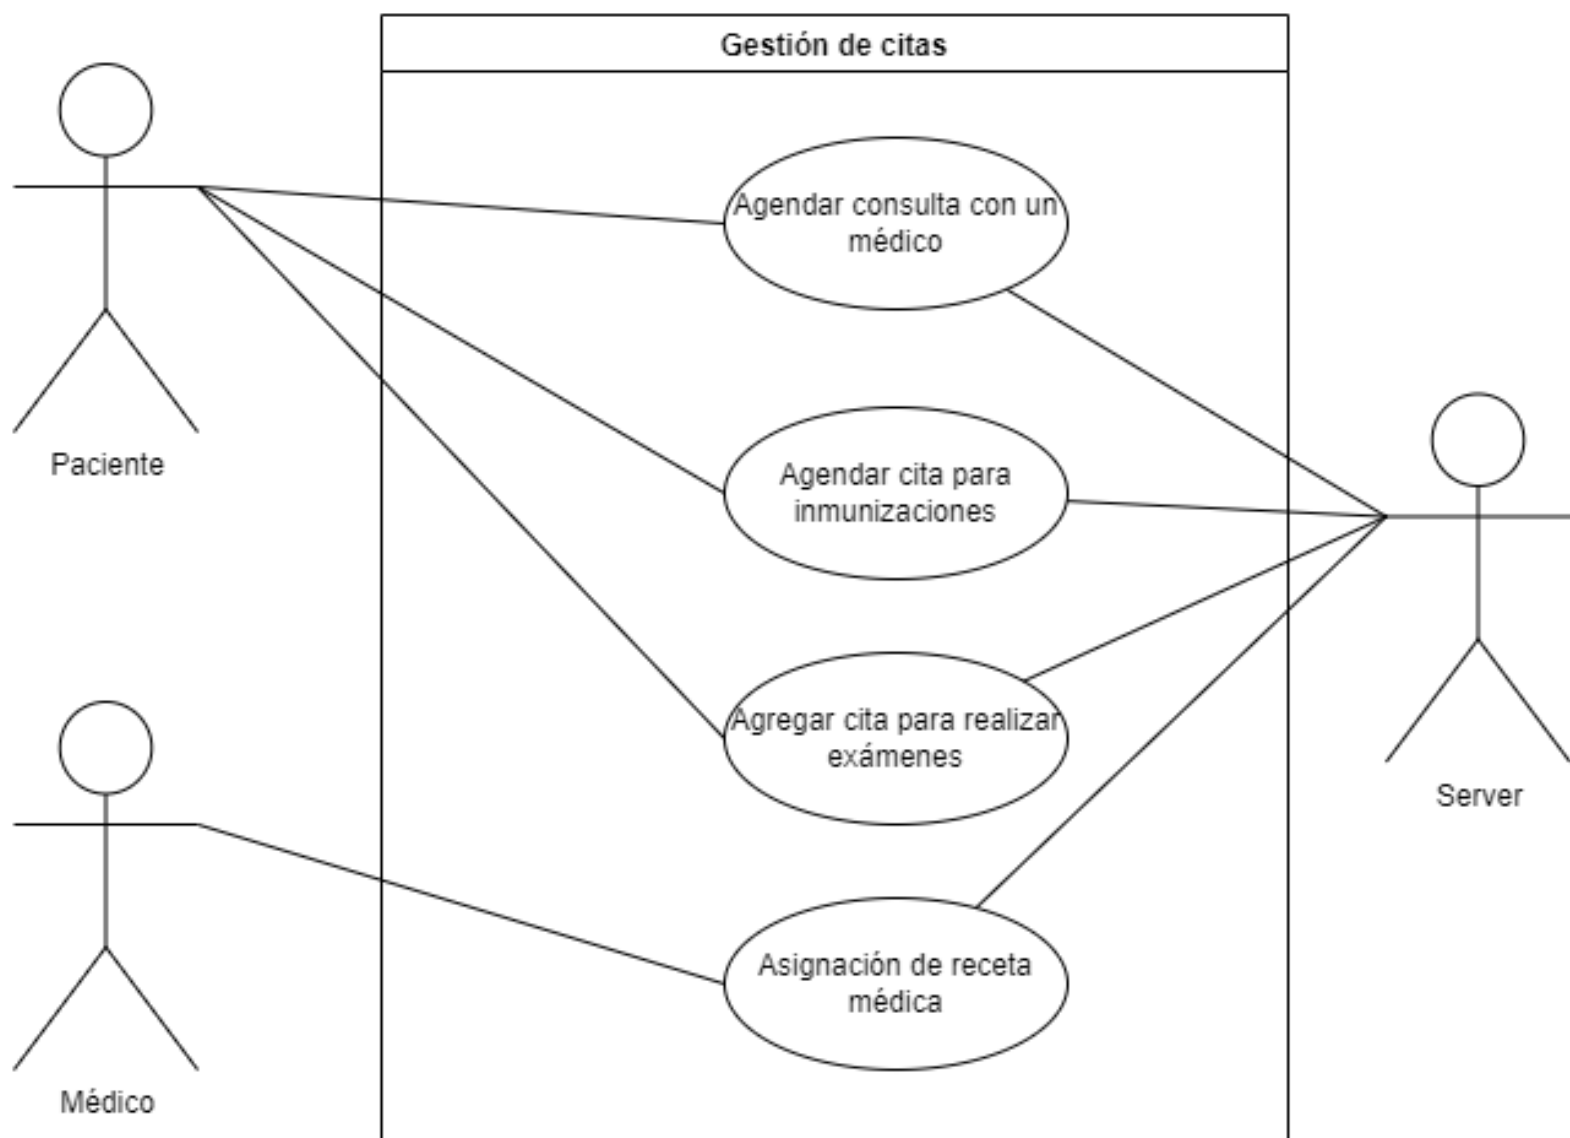 Gestión de citas
Agendar consulta con un
médico
Paciente
Agendar cita para
inmunizaciones
Agregar cita para realizar
exámenes
Server
Asignación de receta
médica
Médico